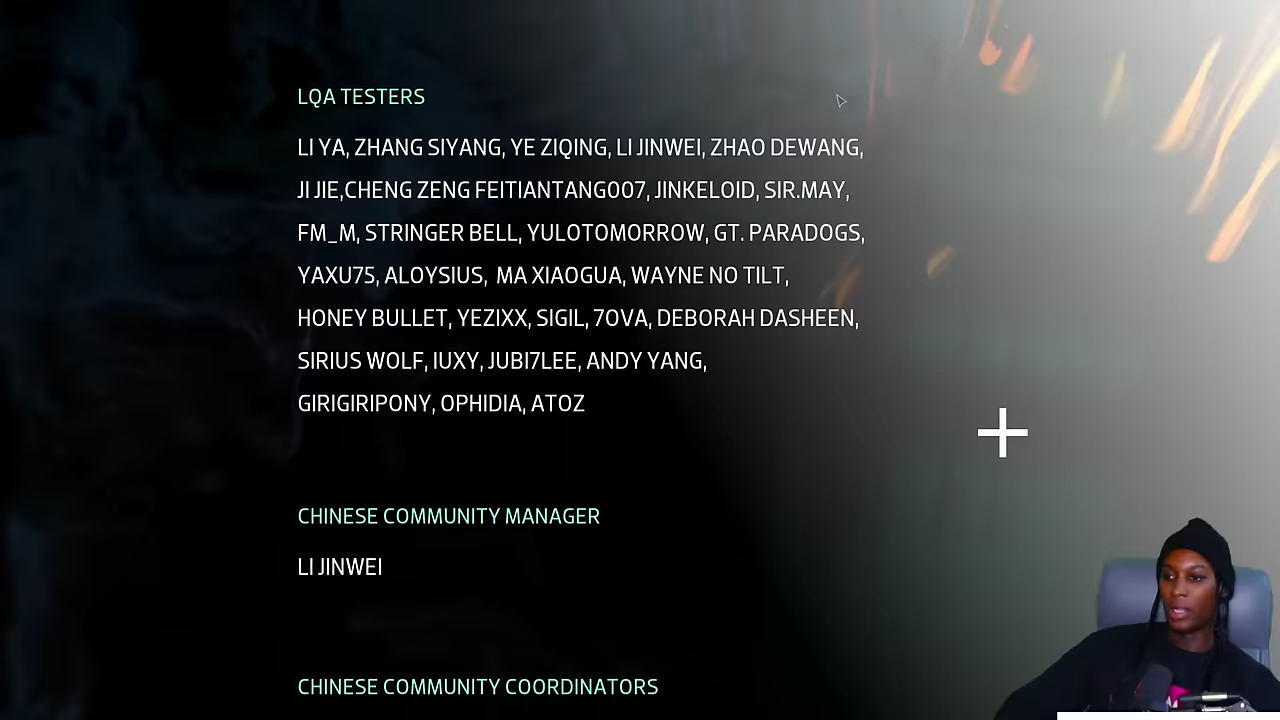 LQA TESTERS
LI YA, ZHANG SIYANG, YE ZIQING, LI JINWEI, ZHAO DEWANG,
JI JIE,CHENG ZENG FEITIANTANG007, JINKELOID, SIR.MAY,
FM_M, STRINGER BELL, YULOTOMORROW, GT. PARADOGS,
YAXU75, ALOYSIUS, MA XIAOGUA, WAYNE NO TILT,
HONEY BULLET, YEZIXX, SIGIL, 7OVA, DEBORAH DASHEEN,
SIRIUS WOLF, IUXY, JUBI7LEE, ANDY YANG,
GIRIGIRIPONY, OPHIDIA, ATOZ
CHINESE COMMUNITY MANAGER
LI JINWEI
CHINESE COMMUNITY COORDINATORS